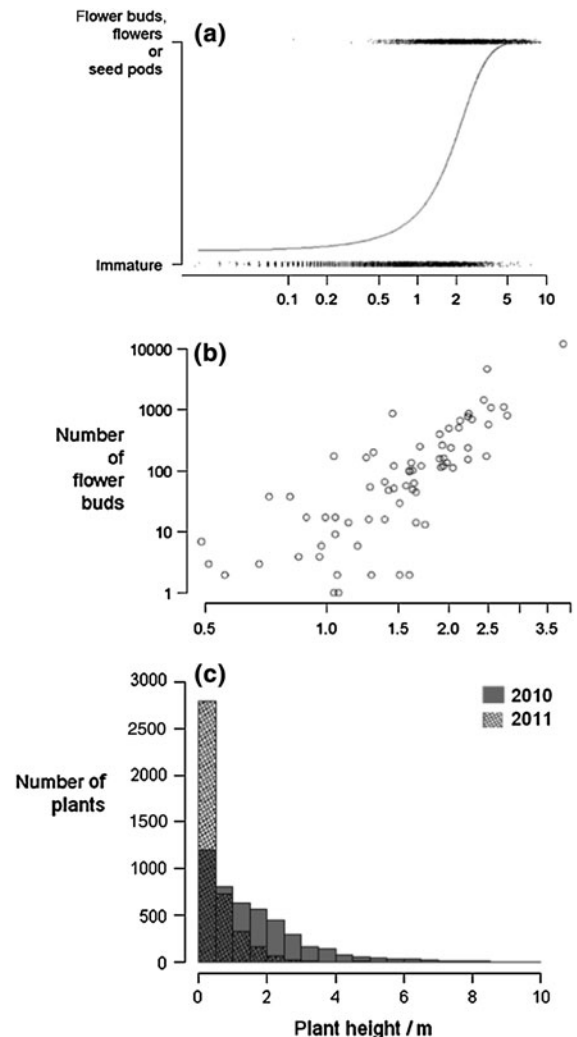 Flower buds,
flowers
or
seed pods
(a)
Immature
0.1 0.2 0.5 1 2 5 10
(b)
10000
1000
100
10
1
Number
of
flower
buds
0.5 1.0 1.5 2.0 2.5 3.5
(c)
3000
2500
2000
1500
1000
500
0
2010
2011
Number of
plants
0 2 4 6 8 10
Plant height / m